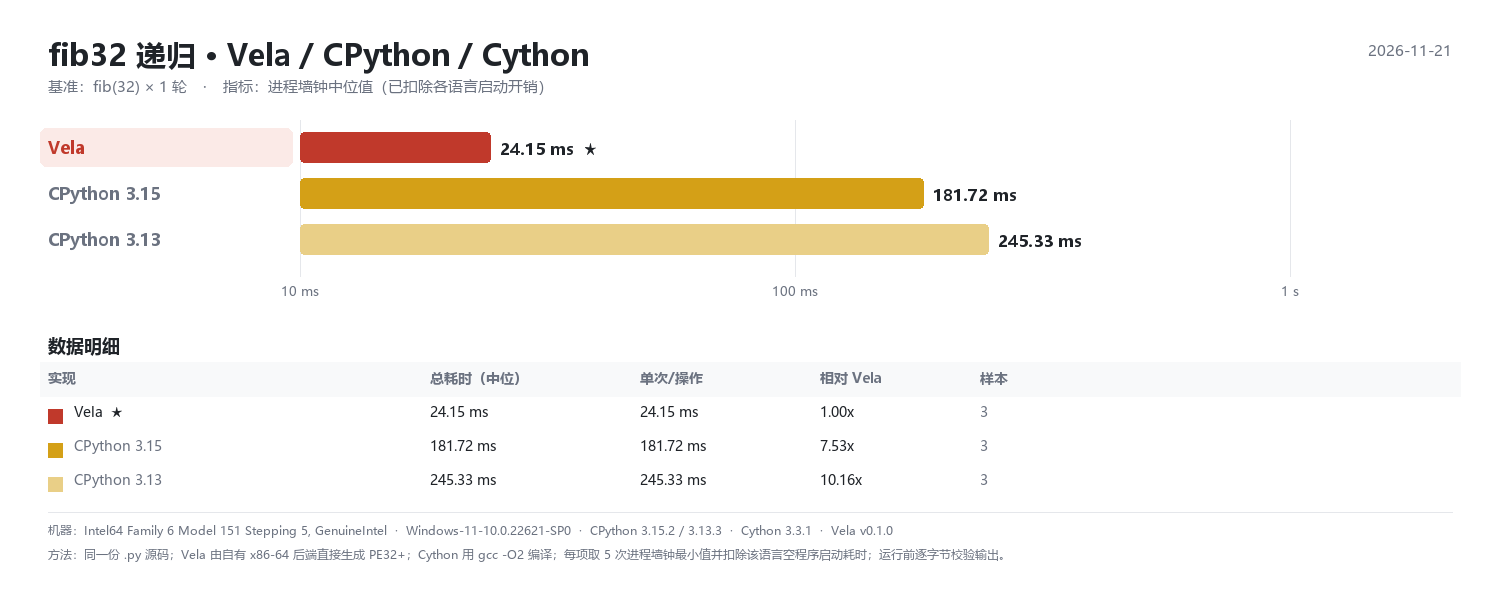 fib32 递归 • Vela / CPython / Cython
2026-11-21
基准：fib(32) × 1 轮 · 指标：进程墙钟中位值（已扣除各语言启动开销）
Vela
24.15 ms ★
CPython 3.15
181.72 ms
CPython 3.13
245.33 ms
10 ms 100 ms 1 s
数据明细
实现 总耗时（中位） 单次/操作 相对 Vela 样本
Vela ★ 24.15 ms 24.15 ms 1.00x 3
CPython 3.15 181.72 ms 181.72 ms 7.53x 3
CPython 3.13 245.33 ms 245.33 ms 10.16x 3
机器：Intel64 Family 6 Model 151 Stepping 5, GenuineIntel · Windows-11-10.0.22621-SP0 · CPython 3.15.2 / 3.13.3 · Cython 3.3.1 · Vela v0.1.0
方法：同一份 .py 源码；Vela 由自有 x86-64 后端直接生成 PE32+；Cython 用 gcc -O2 编译；每项取 5 次进程墙钟最小值并扣除该语言空程序启动耗时；运行前逐字节校验输出。